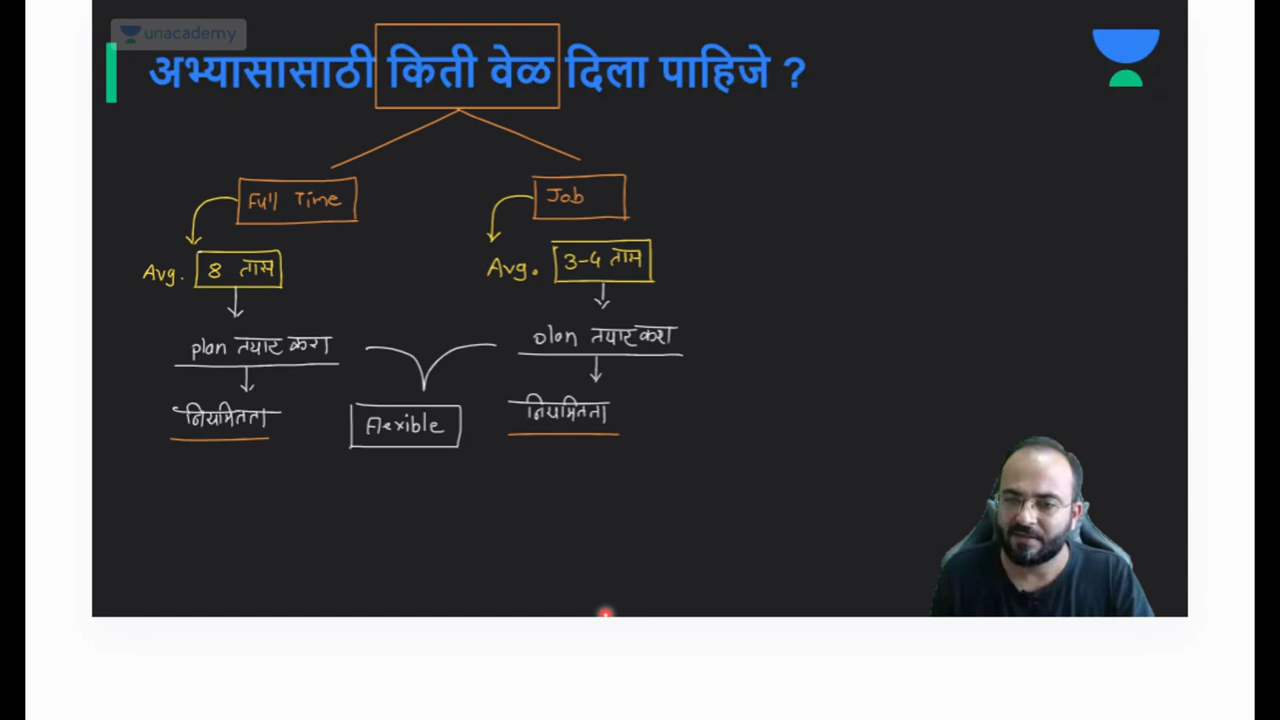 unacademy
अभ्यासासाठी किती वेळ दिला पाहिजे ?
Full Time
Job
Avg. 8 तास
Avg. 3-4 तास
plan तयार करा
plan तयार करा
नियमितता
Flexible
नियमितता